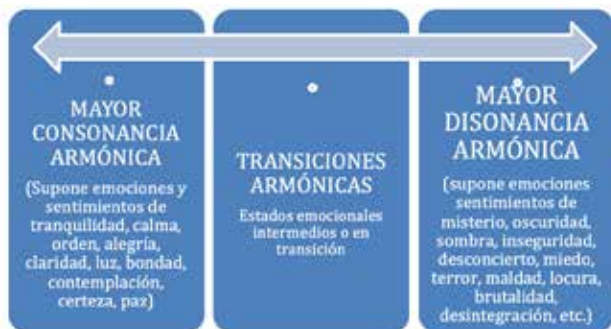 MAYOR
CONSONANCIA
ARMÓNICA
(Supone emociones y
sentimientos de
tranquilidad, calma,
orden, alegría,
claridad, luz, bondad,
contemplación,
certeza, paz)
TRANSICIONES
ARMÓNICAS
Estados emocionales
intermedios o en
transición
MAYOR
DISONANCIA
ARMÓNICA
(supone emociones
sentimientos de
misterio, oscuridad,
sombra, inseguridad,
desconcierto, miedo,
terror, maldad, locura,
brutalidad,
desintegración, etc.)